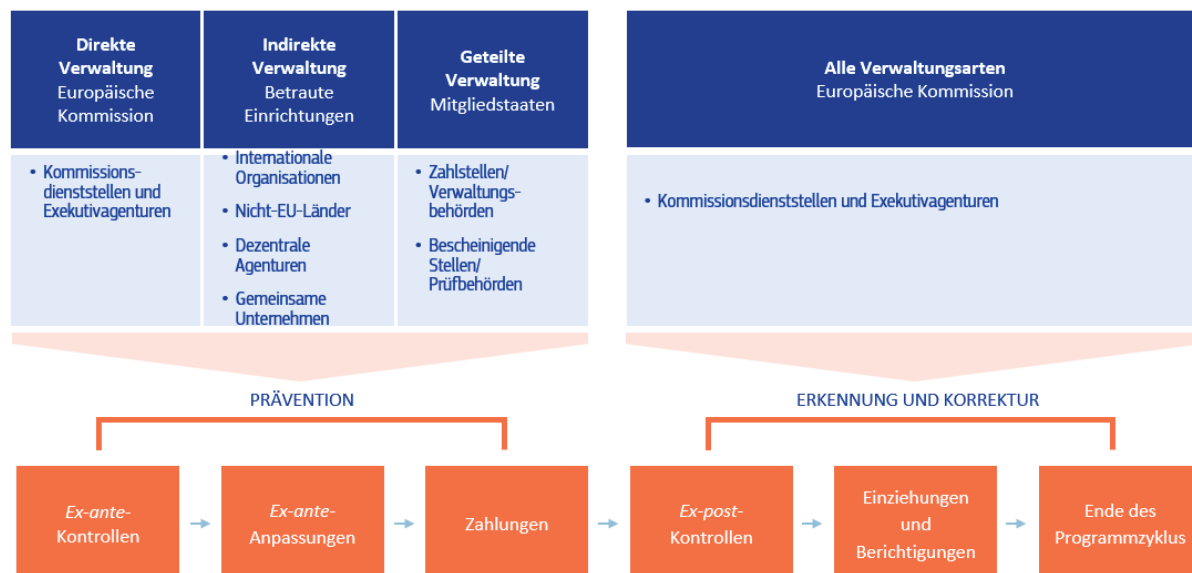 Direkte
Verwaltung
Europäische
Kommission
Indirekte
Verwaltung
Betraute
Einrichtungen
Geteilte
Verwaltung
Mitgliedstaaten
Alle Verwaltungsarten
Europäische Kommission
• Kommissions-
dienststellen und
Exekutivagenturen
• Internationale
Organisationen
• Nicht-EU-Länder
• Dezentrale
Agenturen
• Gemeinsame
Unternehmen
• Zahlstellen/
Verwaltungs-
behörden
• Bescheinigende
Stellen/
Prüfbehörden
• Kommissionsdienststellen und Exekutivagenturen
PRÄVENTION
ERKENNUNG UND KORREKTUR
Ex-ante-
Kontrollen
Ex-ante-
Anpassungen
Zahlungen
Ex-post-
Kontrollen
Einziehungen
und
Berichtigungen
Ende des
Programmzyklus